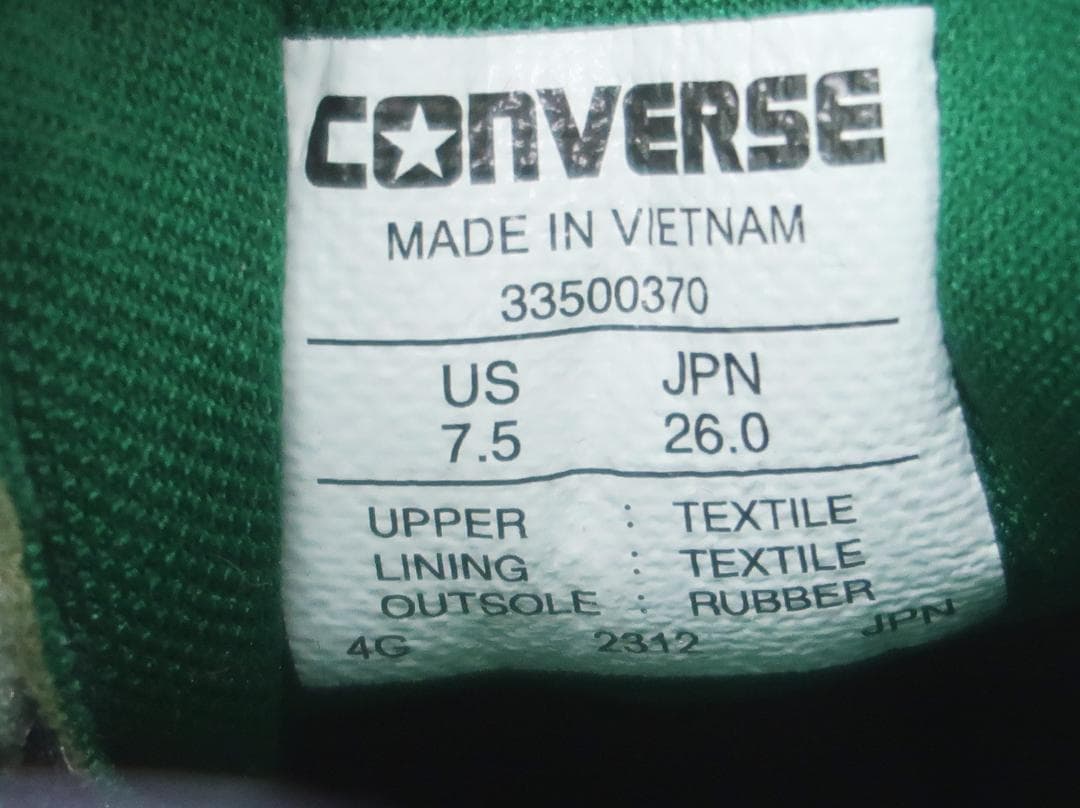 CONVERSE
MADE IN VIETNAM
33500370
US JPN
7.5 26.0
UPPER : TEXTILE
LINING : TEXTILE
OUTSOLE : RUBBER
4G 2312 JPN